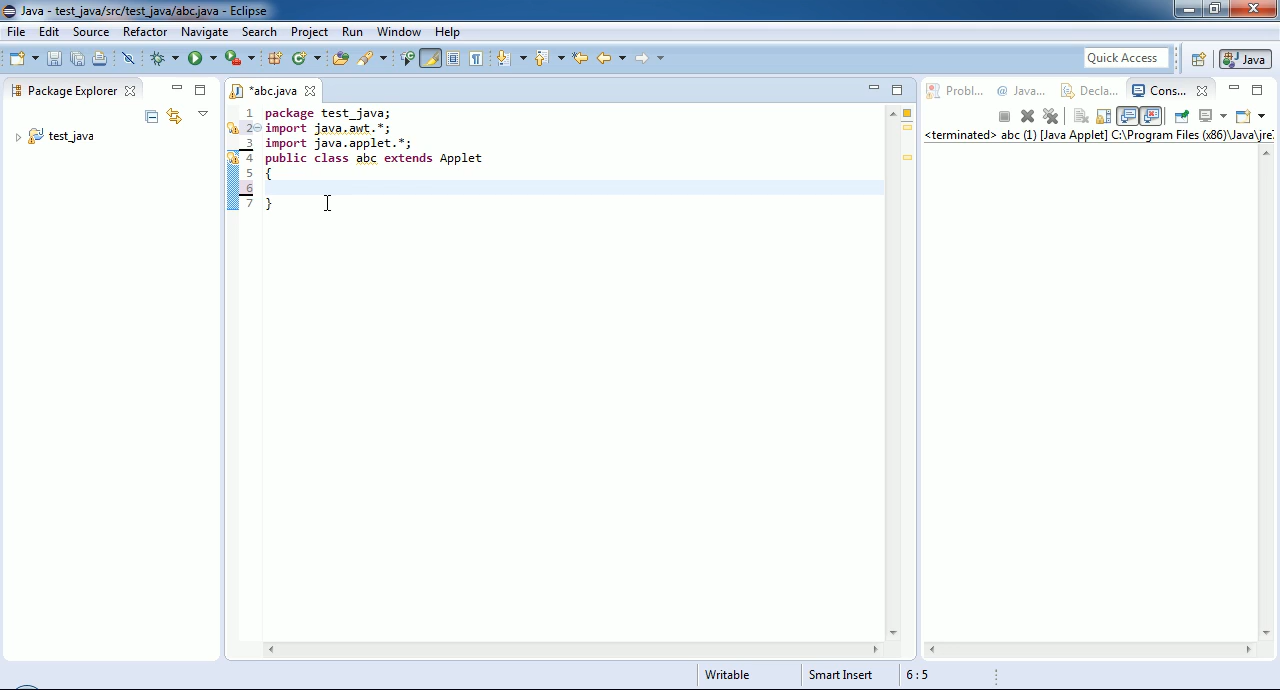 Java - test_java/src/test_java/abc.java - Eclipse
File Edit Source Refactor Navigate Search Project Run Window Help
Quick Access
Java
Package Explorer
*abc.java
Probl...
@ Java...
Decla...
Cons...
test_java
<terminated> abc (1) [Java Applet] C:\Program Files (x86)\Java\jre
1 package test_java;
2 import java.awt.*;
3 import java.applet.*;
4 public class abc extends Applet
5 {
6
7 }
Writable
Smart Insert
6 : 5